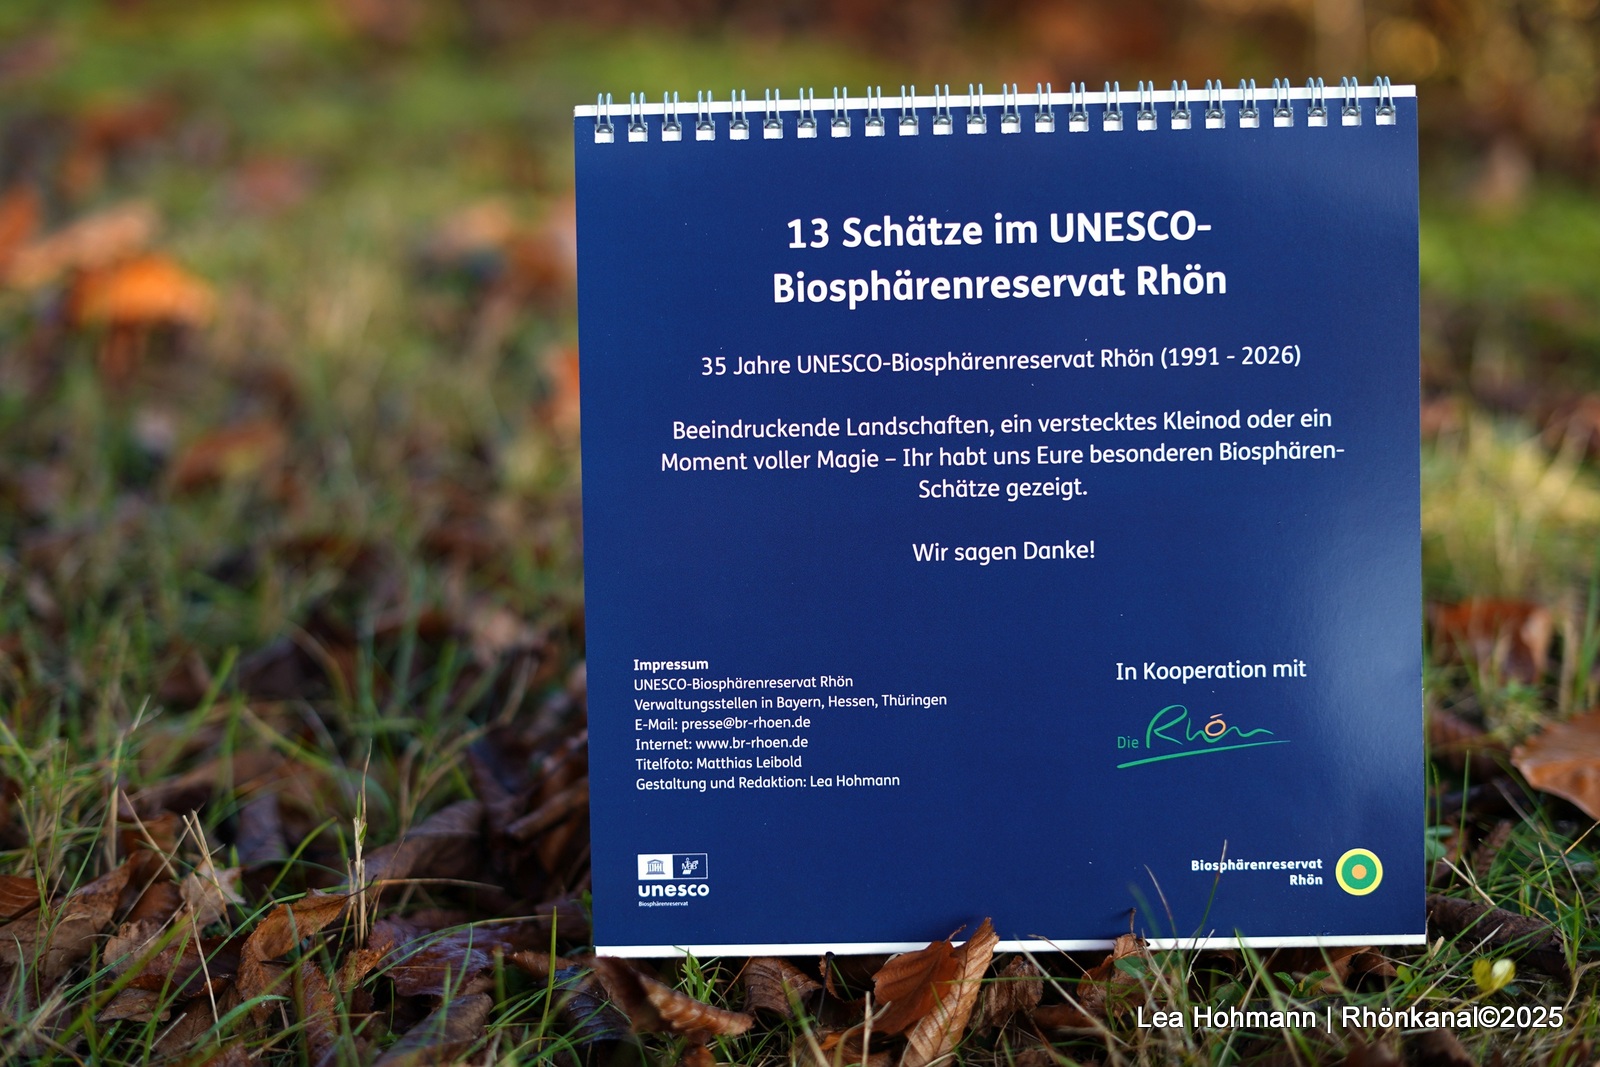 13 Schätze im UNESCO-
Biosphärenreservat Rhön
35 Jahre UNESCO-Biosphärenreservat Rhön (1991 - 2026)
Beeindruckende Landschaften, ein verstecktes Kleinod oder ein
Moment voller Magie – Ihr habt uns Eure besonderen Biosphären-
Schätze gezeigt.
Wir sagen Danke!
Impressum
UNESCO-Biosphärenreservat Rhön
Verwaltungsstellen in Bayern, Hessen, Thüringen
E-Mail: presse@br-rhoen.de
Internet: www.br-rhoen.de
Titelfoto: Matthias Leibold
Gestaltung und Redaktion: Lea Hohmann
In Kooperation mit
Die Rhön
MAB
unesco
Biosphärenreservat
Biosphärenreservat
Rhön
Lea Hohmann | Rhönkanal©2025